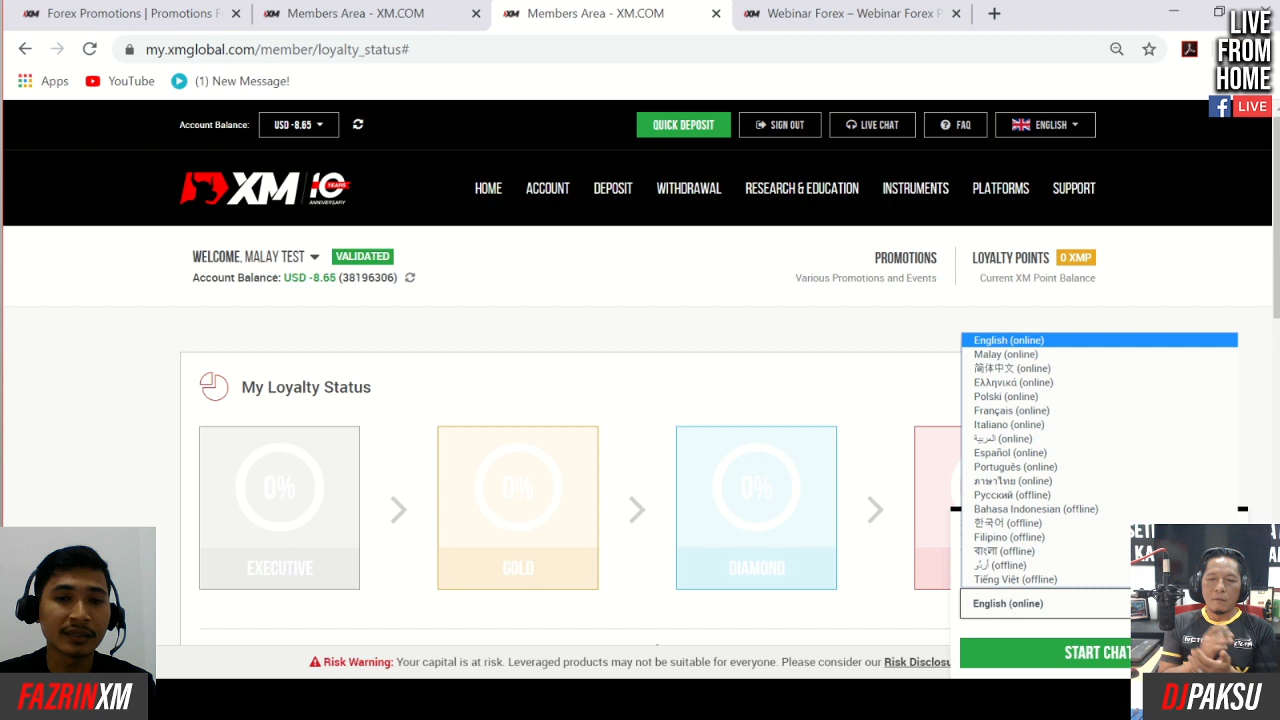 Forex Promotions | Promotions F
Members Area - XM.COM
Members Area - XM.COM
Webinar Forex – Webinar Forex P
LIVE
FROM
HOME
my.xmglobal.com/member/loyalty_status#
Apps
YouTube
(1) New Message!
LIVE
Account Balance:
USD -8.65
QUICK DEPOSIT
SIGN OUT
LIVE CHAT
FAQ
ENGLISH
XM
10 YEARS
ANNIVERSARY
HOME
ACCOUNT
DEPOSIT
WITHDRAWAL
RESEARCH & EDUCATION
INSTRUMENTS
PLATFORMS
SUPPORT
WELCOME, MALAY TEST
VALIDATED
Account Balance: USD -8.65 (38196306)
PROMOTIONS
Various Promotions and Events
LOYALTY POINTS
0 XMP
Current XM Point Balance
My Loyalty Status
0%
EXECUTIVE
0%
GOLD
0%
DIAMOND
English (online)
Malay (online)
简体中文 (online)
Ελληνικά (online)
Polski (online)
Français (online)
Italiano (online)
العربية (online)
Español (online)
Português (online)
ภาษาไทย (online)
Русский (offline)
Bahasa Indonesian (offline)
한국어 (offline)
Filipino (offline)
বাংলা (offline)
اُردُو (offline)
Tiếng Việt (offline)
English (online)
START CHAT
Risk Warning: Your capital is at risk. Leveraged products may not be suitable for everyone. Please consider our Risk Disclosu
FAZRINXM
DJPAKSU